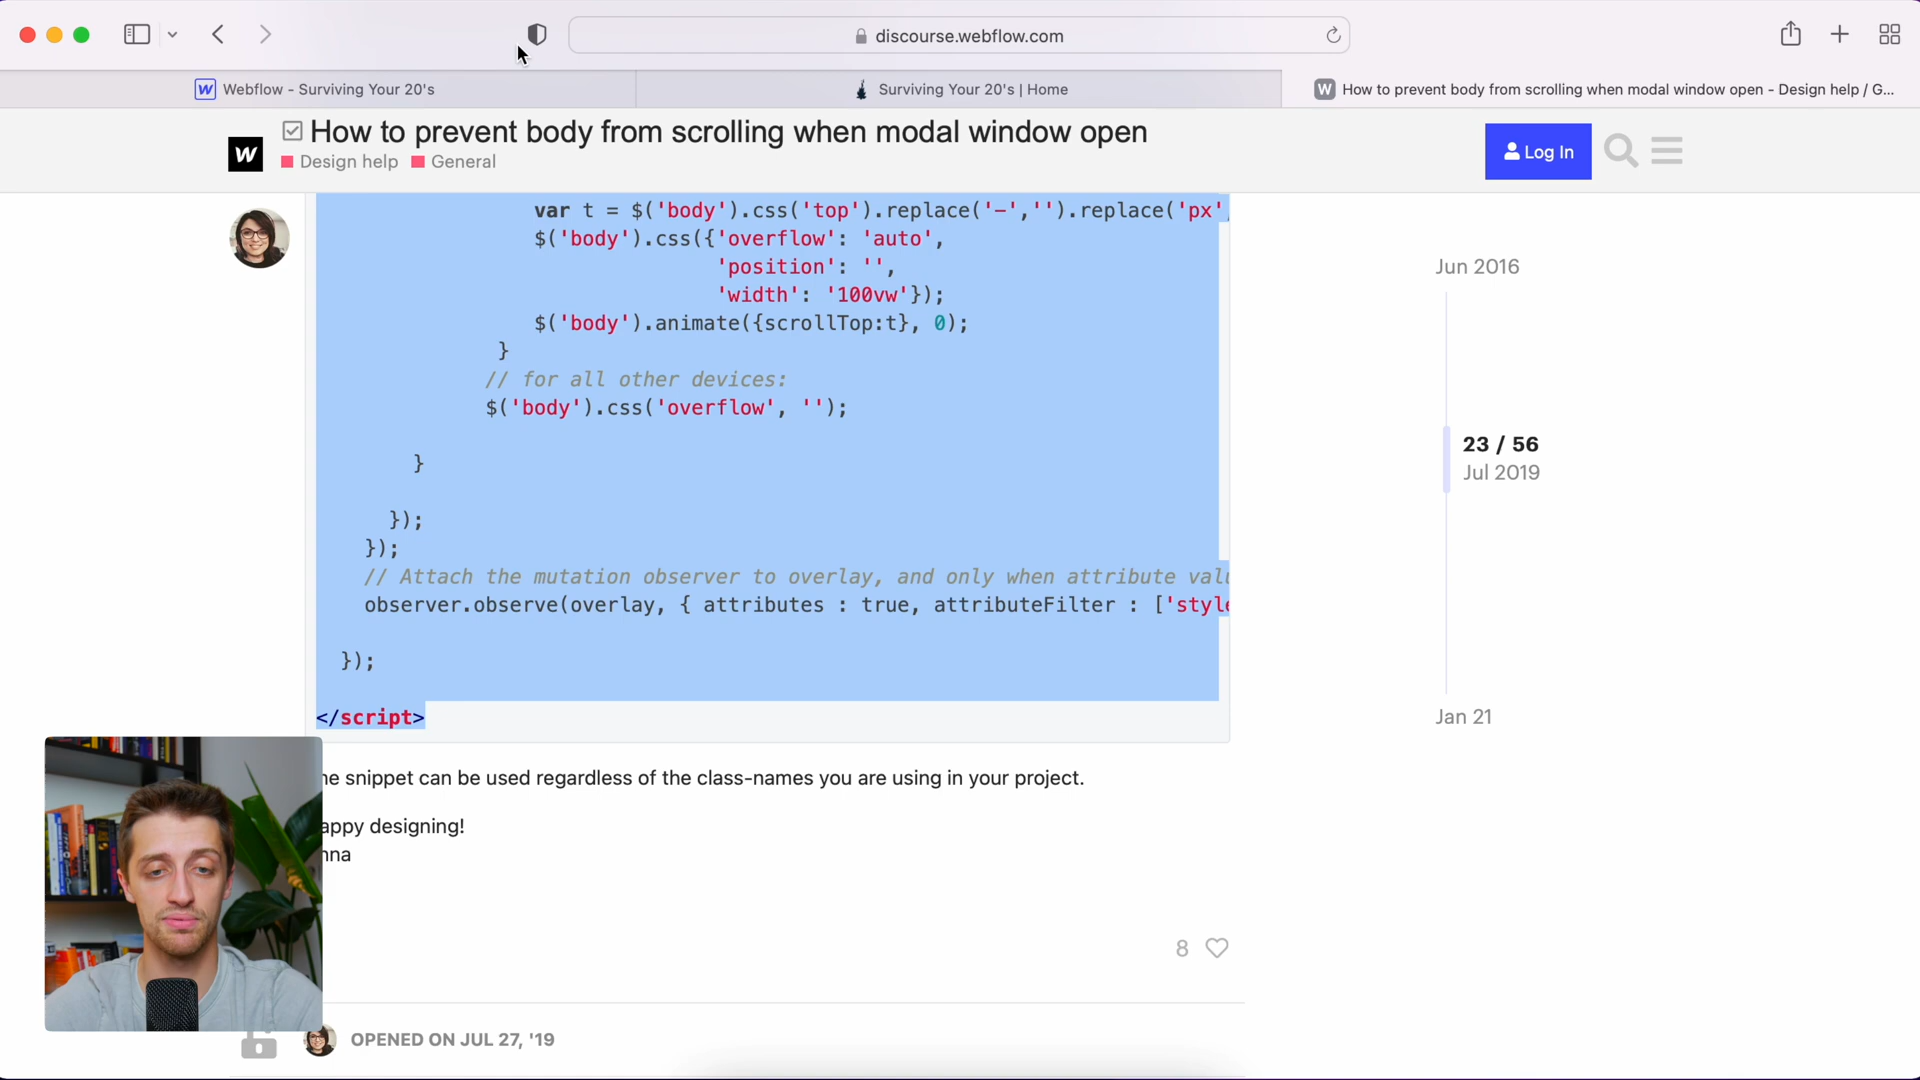 discourse.webflow.com
Webflow - Surviving Your 20's
Surviving Your 20's | Home
How to prevent body from scrolling when modal window open - Design help / G...
How to prevent body from scrolling when modal window open
Design help General
Log In
var t = $('body').css('top').replace('-','').replace('px'
$('body').css({'overflow': 'auto',
'position': '',
'width': '100vw'});
$('body').animate({scrollTop:t}, 0);
}
// for all other devices:
$('body').css('overflow', '');
}
});
});
// Attach the mutation observer to overlay, and only when attribute
observer.observe(overlay, { attributes : true, attributeFilter : ['style
});
</script>
snippet can be used regardless of the class-names you are using in your project.
designing!
8
OPENED ON JUL 27, '19
Jun 2016
23 / 56
Jul 2019
Jan 21